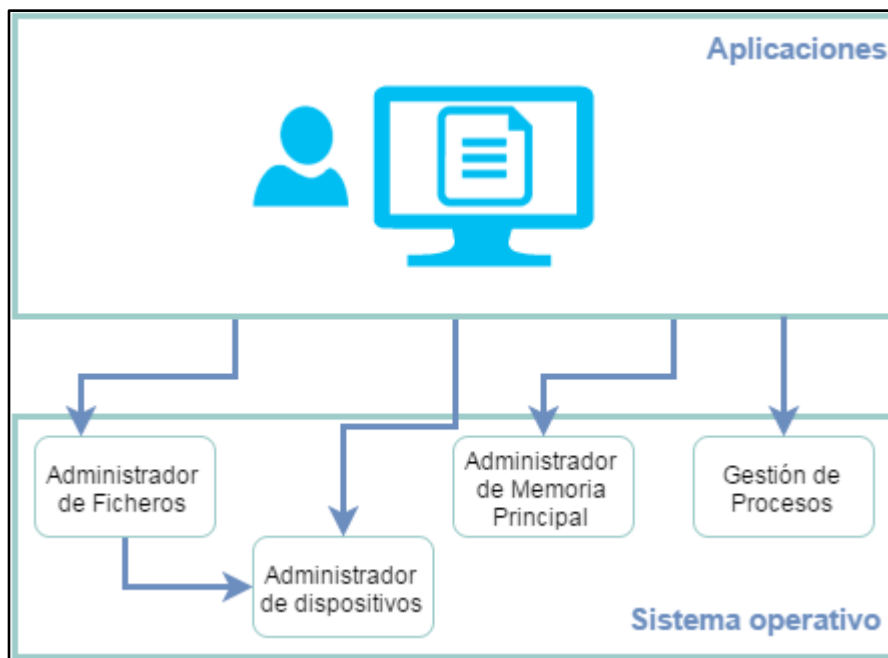 Aplicaciones
Administrador
de Ficheros
Administrador
de dispositivos
Administrador
de Memoria
Principal
Gestión de
Procesos
Sistema operativo